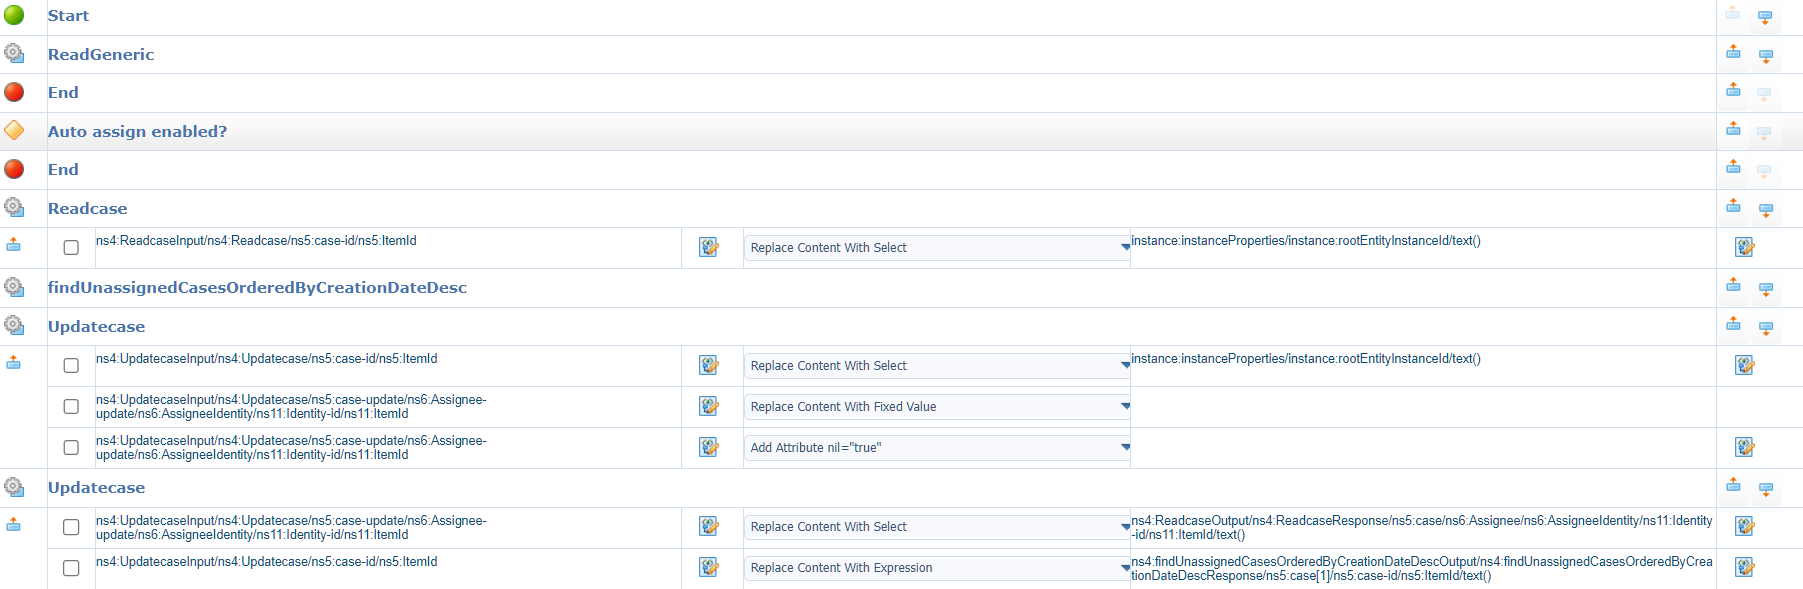 Start
ReadGeneric
End
Auto assign enabled?
End
Readcase
ns4:ReadcaseInput/ns4:Readcase/ns5:case-id/ns5:ItemId
Replace Content With Select
instance:instanceProperties/instance:rootEntityInstanceId/text()
findUnassignedCasesOrderedByCreationDateDesc
Updatecase
ns4:UpdatecaseInput/ns4:Updatecase/ns5:case-id/ns5:ItemId
Replace Content With Select
instance:instanceProperties/instance:rootEntityInstanceId/text()
ns4:UpdatecaseInput/ns4:Updatecase/ns5:case-update/ns6:Assignee-
update/ns6:AssigneeIdentity/ns11:Identity-id/ns11:ItemId
Replace Content With Fixed Value
ns4:UpdatecaseInput/ns4:Updatecase/ns5:case-update/ns6:Assignee-
update/ns6:AssigneeIdentity/ns11:Identity-id/ns11:ItemId
Add Attribute nil="true"
Updatecase
ns4:UpdatecaseInput/ns4:Updatecase/ns5:case-update/ns6:Assignee-
update/ns6:AssigneeIdentity/ns11:Identity-id/ns11:ItemId
Replace Content With Select
ns4:ReadcaseOutput/ns4:ReadcaseResponse/ns5:case/ns6:Assignee/ns6:AssigneeIdentity/ns11:Identity
-id/ns11:ItemId/text()
ns4:UpdatecaseInput/ns4:Updatecase/ns5:case-id/ns5:ItemId
Replace Content With Expression
ns4:findUnassignedCasesOrderedByCreationDateDescOutput/ns4:findUnassignedCasesOrderedByCrea
tionDateDescResponse/ns5:case[1]/ns5:case-id/ns5:ItemId/text()